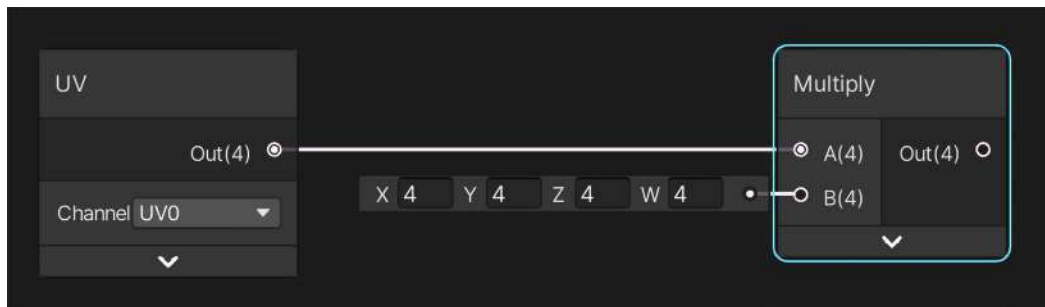 UV
Out(4)
Channel UV0
X 4 Y 4 Z 4 W 4
Multiply
A(4) Out(4)
B(4)